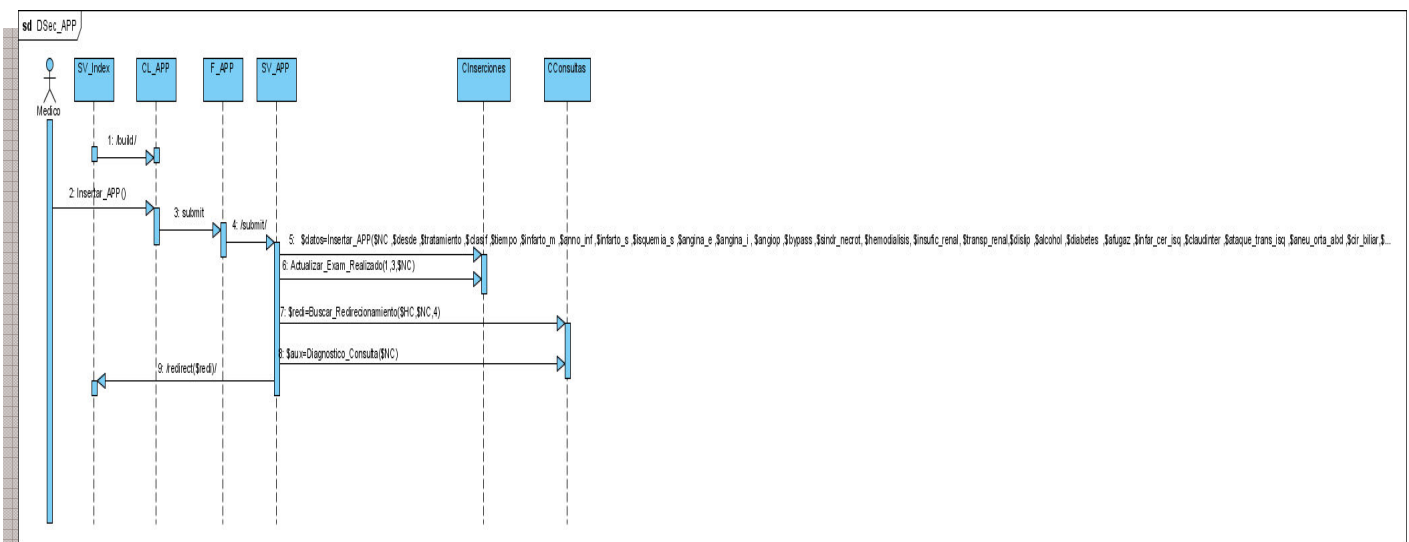 sd DSec_APP
SV_Index
CL_APP
F_APP
SV_APP
CInserciones
CConsultas
Medico
1: /build/
2: Insertar_APP()
3: submit
4: /submit/
5: $datos=Insertar_APP($NC ,$desde ,$tratamiento ,$clasif ,$tiempo ,$infarto_m ,$anno_inf ,$infarto_s ,$isquemia_s ,$angina_e ,$angina_i , $angiop ,$bypass ,$sindr_necrot, $hemodialisis, $insufic_renal, $transp_renal,$dislip ,$alcohol ,$diabetes ,$afugaz ,$infar_cer_isq ,$claudinter ,$ataque_trans_isq ,$aneu_orta_abd ,$cir_biliar,$...
6: Actualizar_Exam_Realizado(1,3,$NC)
7: $redi=Buscar_Redirecionamiento($HC,$NC,4)
8: $aux=Diagnostico_Consulta($NC)
9: /redirect($redi)/